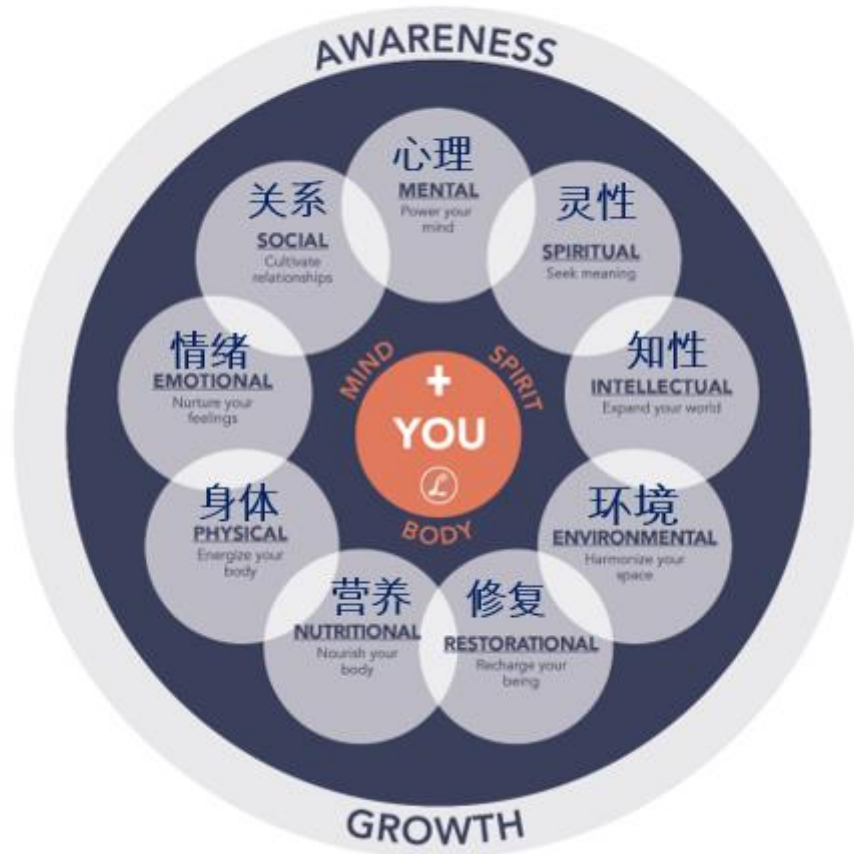 AWARENESS
心理
MENTAL
Power your
mind
灵性
SPIRITUAL
Seek meaning
知性
INTELLECTUAL
Expand your world
环境
ENVIRONMENTAL
Harmonize your
space
修复
RESTORATIONAL
Recharge your
being
营养
NUTRITIONAL
Nourish your
body
身体
PHYSICAL
Energize your
body
情绪
EMOTIONAL
Nurture your
feelings
关系
SOCIAL
Cultivate
relationships
MIND
SPIRIT
BODY
+
YOU
L
GROWTH